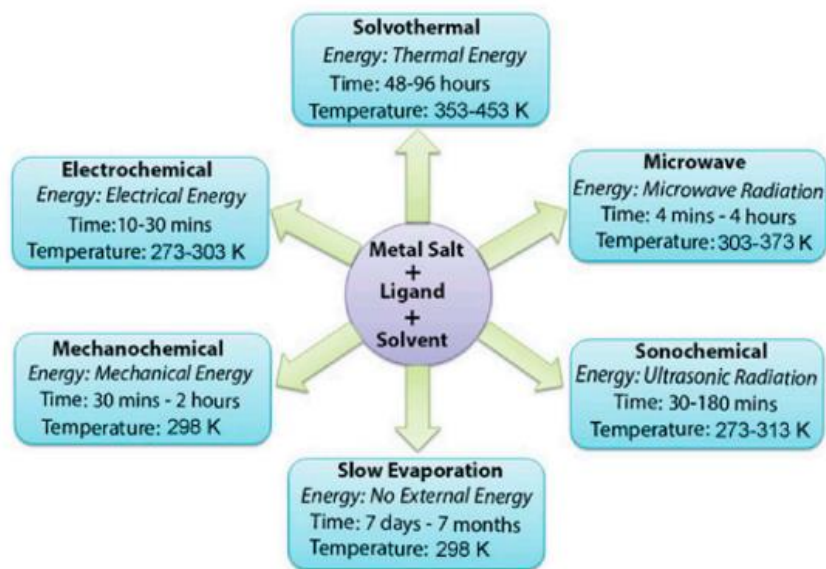 Solvothermal
Energy: Thermal Energy
Time: 48-96 hours
Temperature: 353-453 K
Electrochemical
Energy: Electrical Energy
Time: 10-30 mins
Temperature: 273-303 K
Microwave
Energy: Microwave Radiation
Time: 4 mins - 4 hours
Temperature: 303-373 K
Metal Salt
+
Ligand
+
Solvent
Mechanochemical
Energy: Mechanical Energy
Time: 30 mins - 2 hours
Temperature: 298 K
Sonochemical
Energy: Ultrasonic Radiation
Time: 30-180 mins
Temperature: 273-313 K
Slow Evaporation
Energy: No External Energy
Time: 7 days - 7 months
Temperature: 298 K